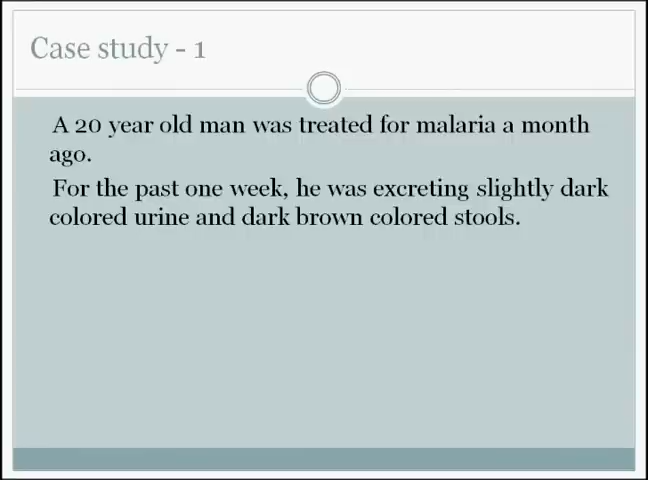 Case study - 1
A 20 year old man was treated for malaria a month
ago.
For the past one week, he was excreting slightly dark
colored urine and dark brown colored stools.